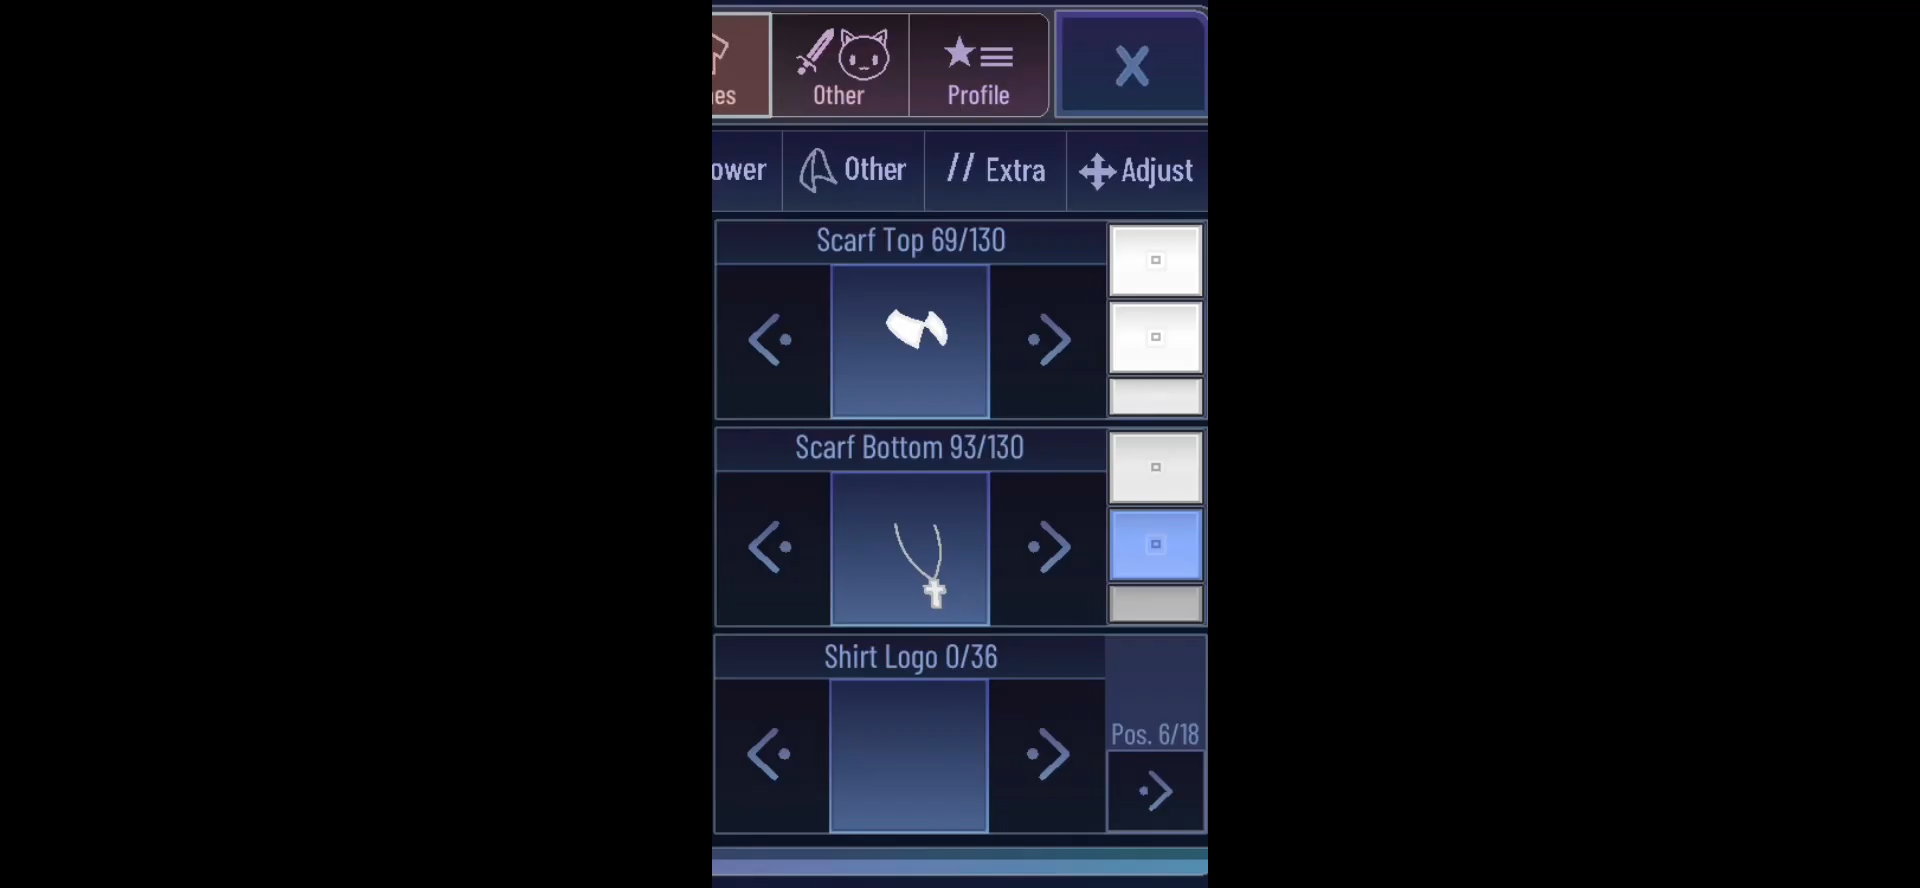 es
Other
Profile
X
ower
Other
// Extra
Adjust
Scarf Top 69/130
Scarf Bottom 93/130
Shirt Logo 0/36
Pos. 6/18